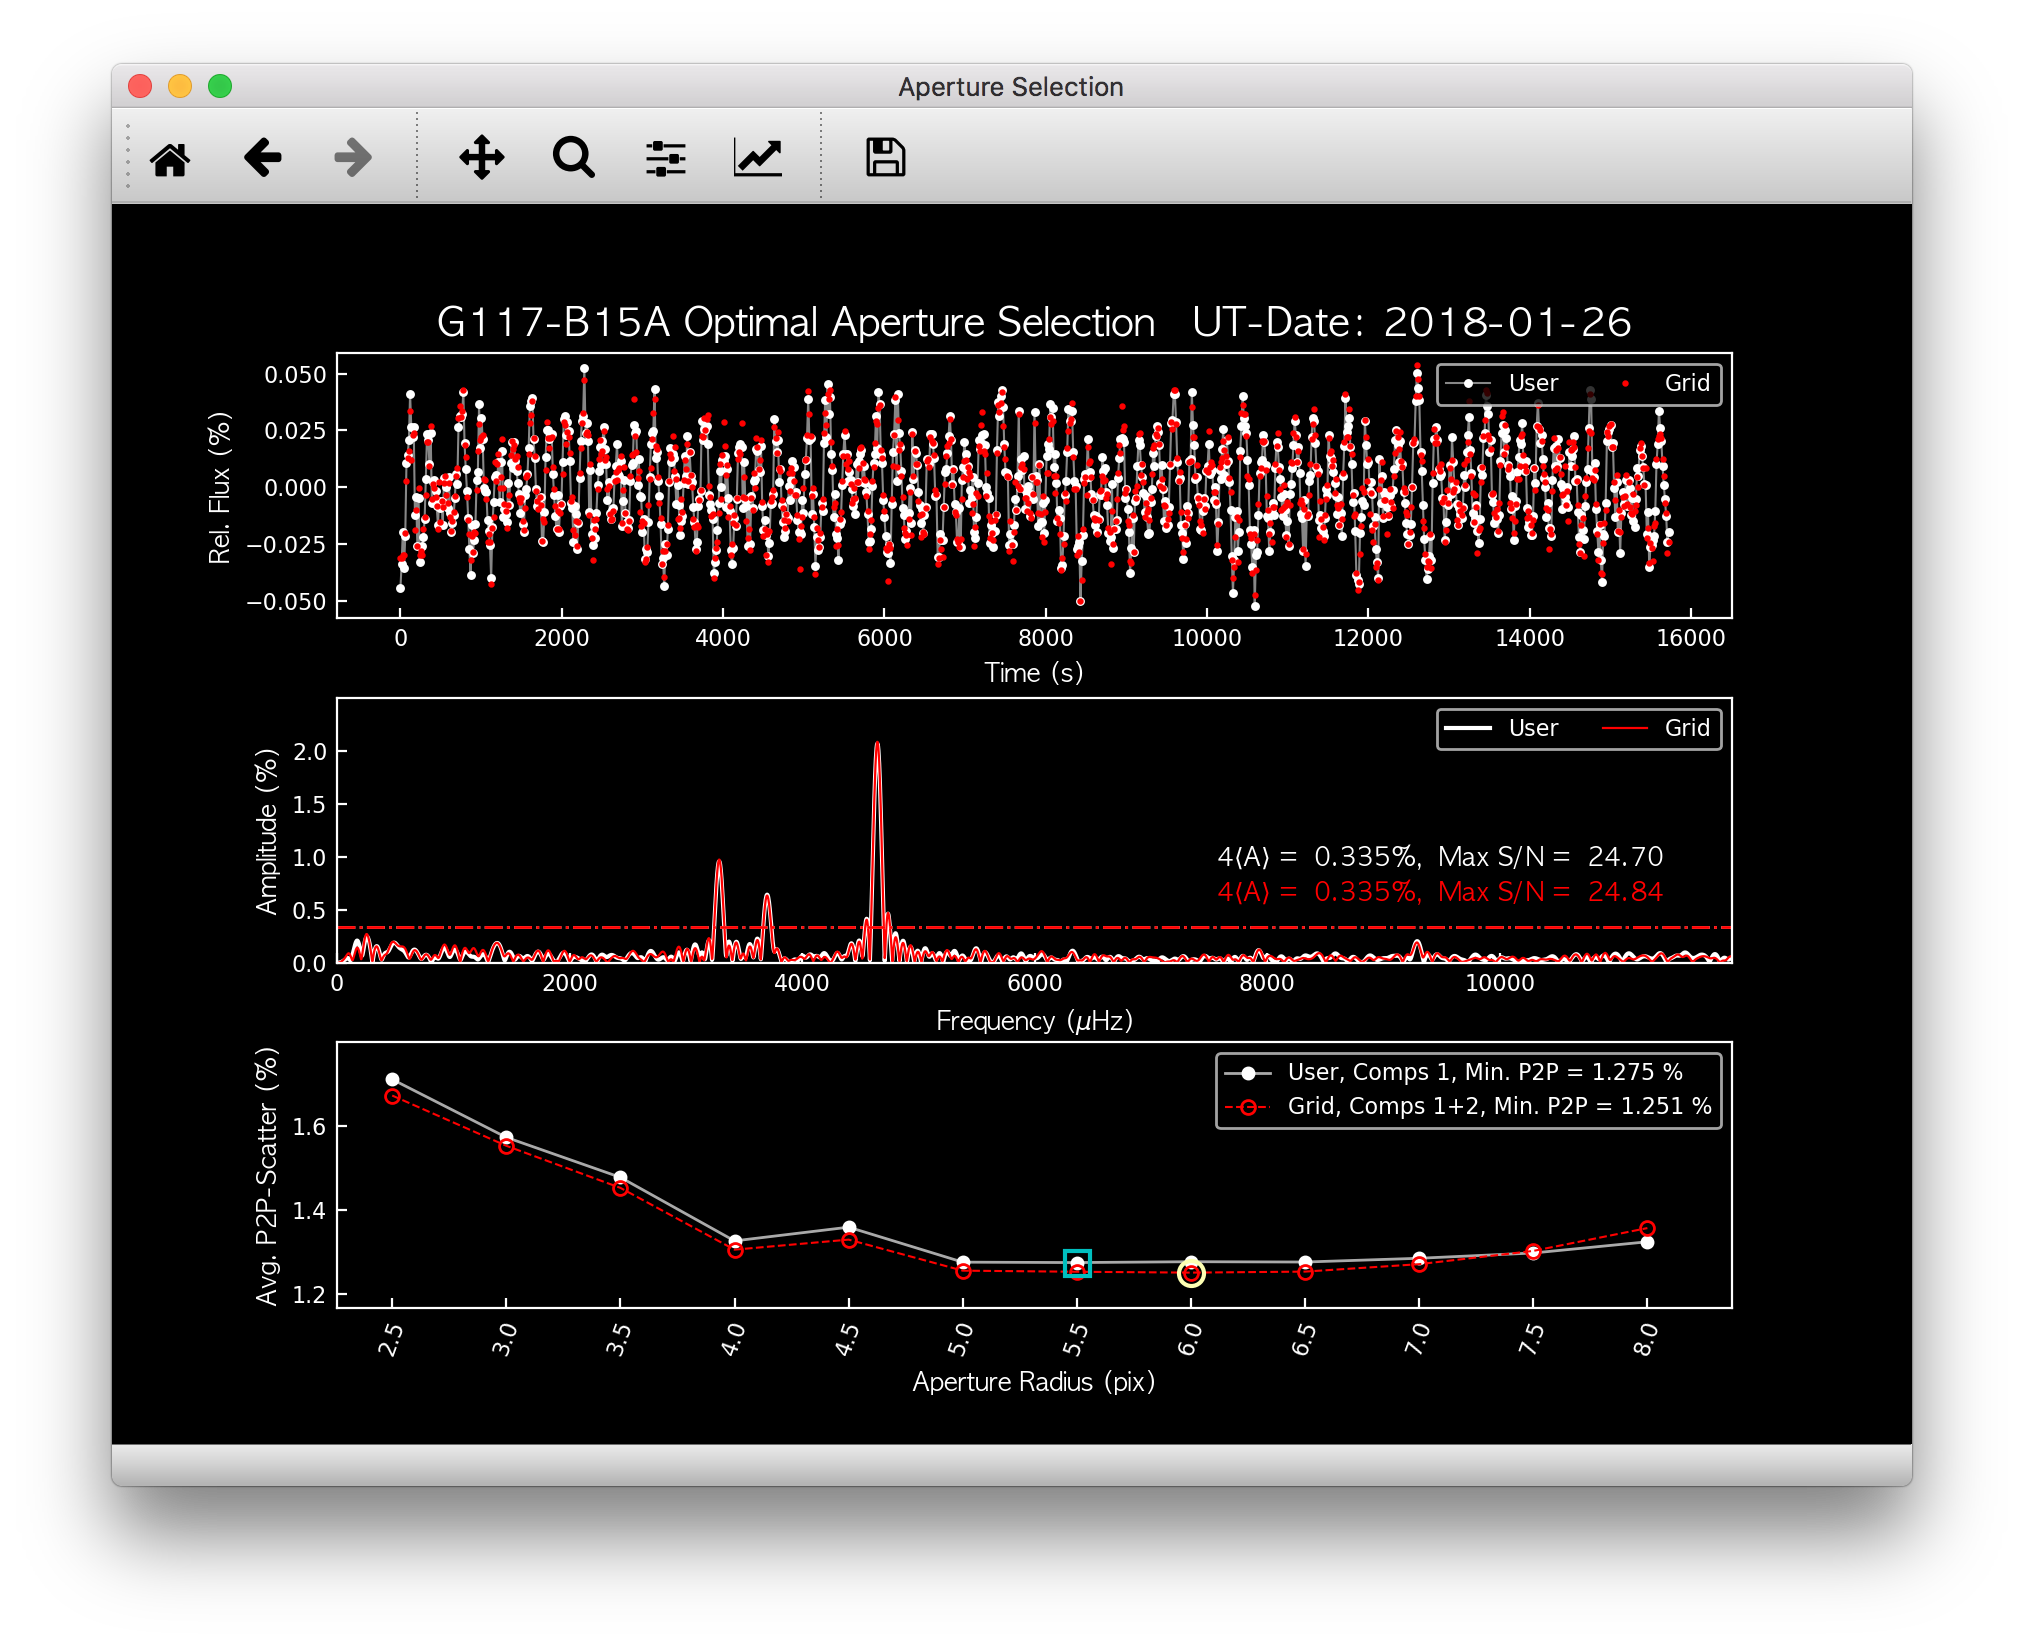 Aperture Selection
G117-B15A Optimal Aperture Selection UT-Date: 2018-01-26
User Grid
0.050
0.025
0.000
−0.025
−0.050
Rel. Flux (%)
0 2000 4000 6000 8000 10000 12000 14000 16000
Time (s)
User Grid
2.0
1.5
1.0
0.5
0.0
Amplitude (%)
4⟨A⟩ = 0.335%, Max S/N = 24.70
4⟨A⟩ = 0.335%, Max S/N = 24.84
0 2000 4000 6000 8000 10000
Frequency (μHz)
User, Comps 1, Min. P2P = 1.275 %
Grid, Comps 1+2, Min. P2P = 1.251 %
1.6
1.4
1.2
Avg. P2P-Scatter (%)
2.5 3.0 3.5 4.0 4.5 5.0 5.5 6.0 6.5 7.0 7.5 8.0
Aperture Radius (pix)